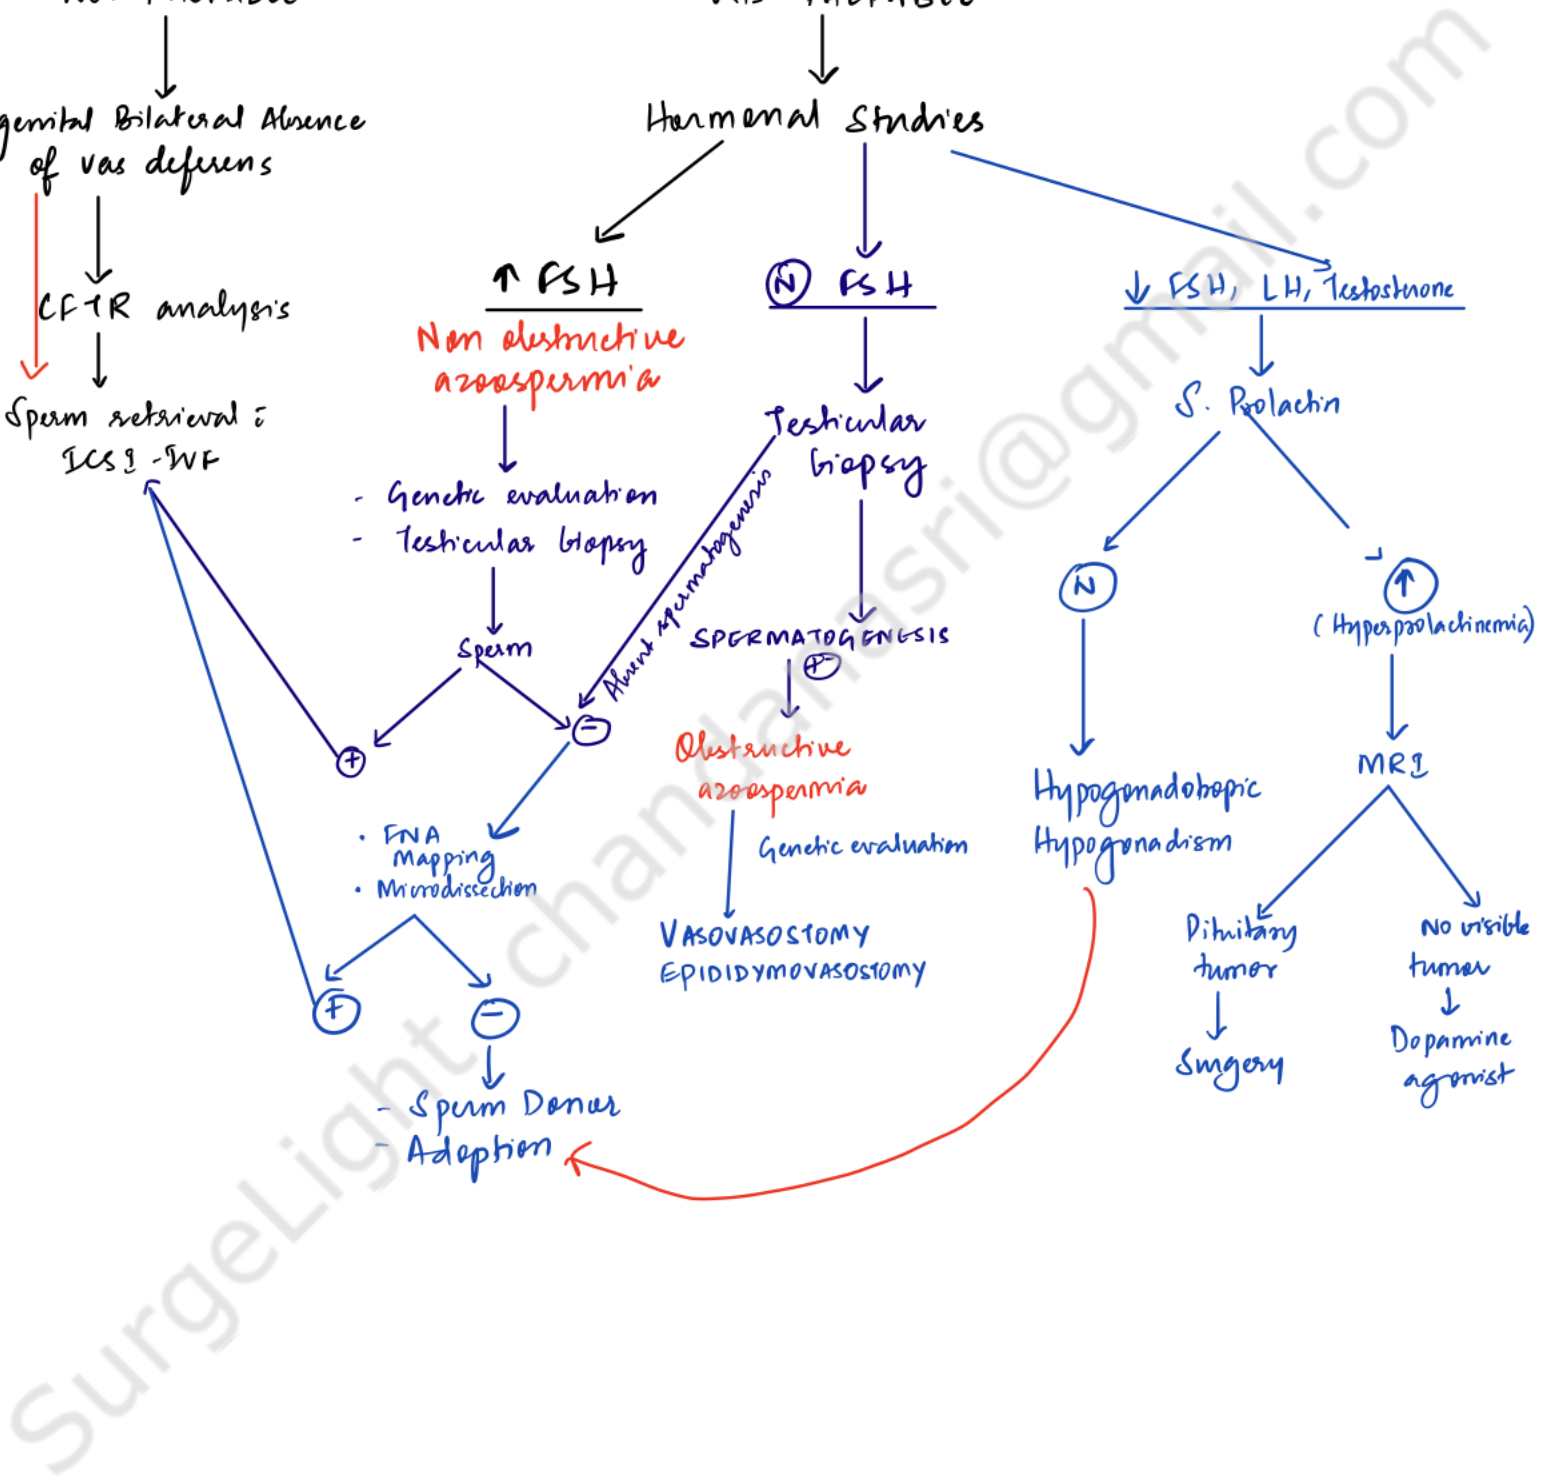 Hormonal Studies
genital Bilateral Absence
of vas deferens
↑ FSH
N FSH
↓ FSH, LH, Testosterone
CFTR analysis
Non obstructive
azoospermia
Sperm retrieval c̄
ICSI - IVF
Testicular
biopsy
S. Prolactin
- Genetic evaluation
- Testicular biopsy
Absent spermatogenesis
Sperm
SPERMATOGENESIS
+
N
↑
(Hyperprolactinemia)
+
-
Obstructive
azoospermia
MRI
Hypogonadotropic
Hypogonadism
• FNA
Mapping
• Microdissection
Genetic evaluation
VASOVASOSTOMY
EPIDIDYMOVASOSTOMY
Pituitary
tumor
No visible
tumor
+
-
Surgery
Dopamine
agonist
- Sperm Donor
- Adoption
SurgeLight chandanasri@gmail.com